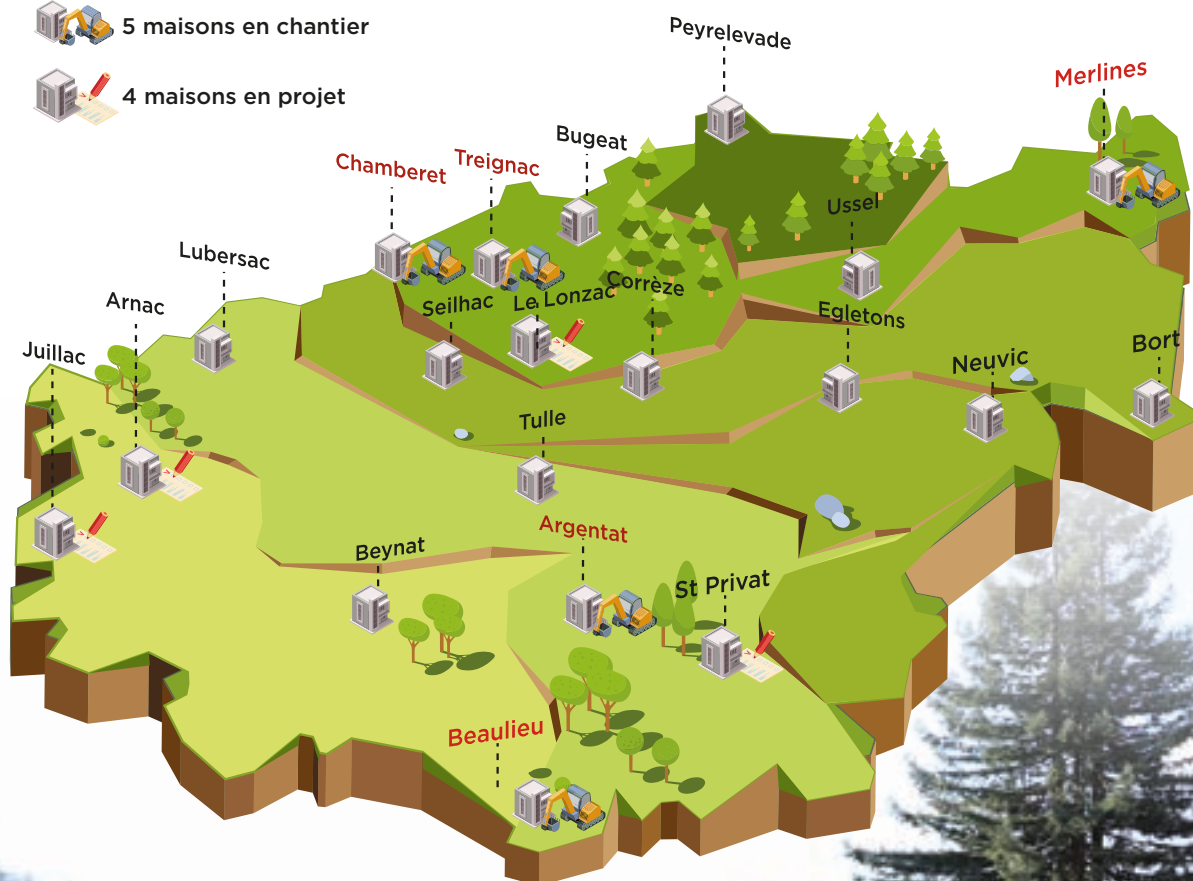 5 maisons en chantier
4 maisons en projet
Peyrelevade
Merlines
Bugeat
Treignac
Chamberet
Ussel
Lubersac
Corrèze
Le Lonzac
Seilhac
Arnac
Egletons
Bort
Juillac
Neuvic
Tulle
Argentat
Beynat
St Privat
Beaulieu